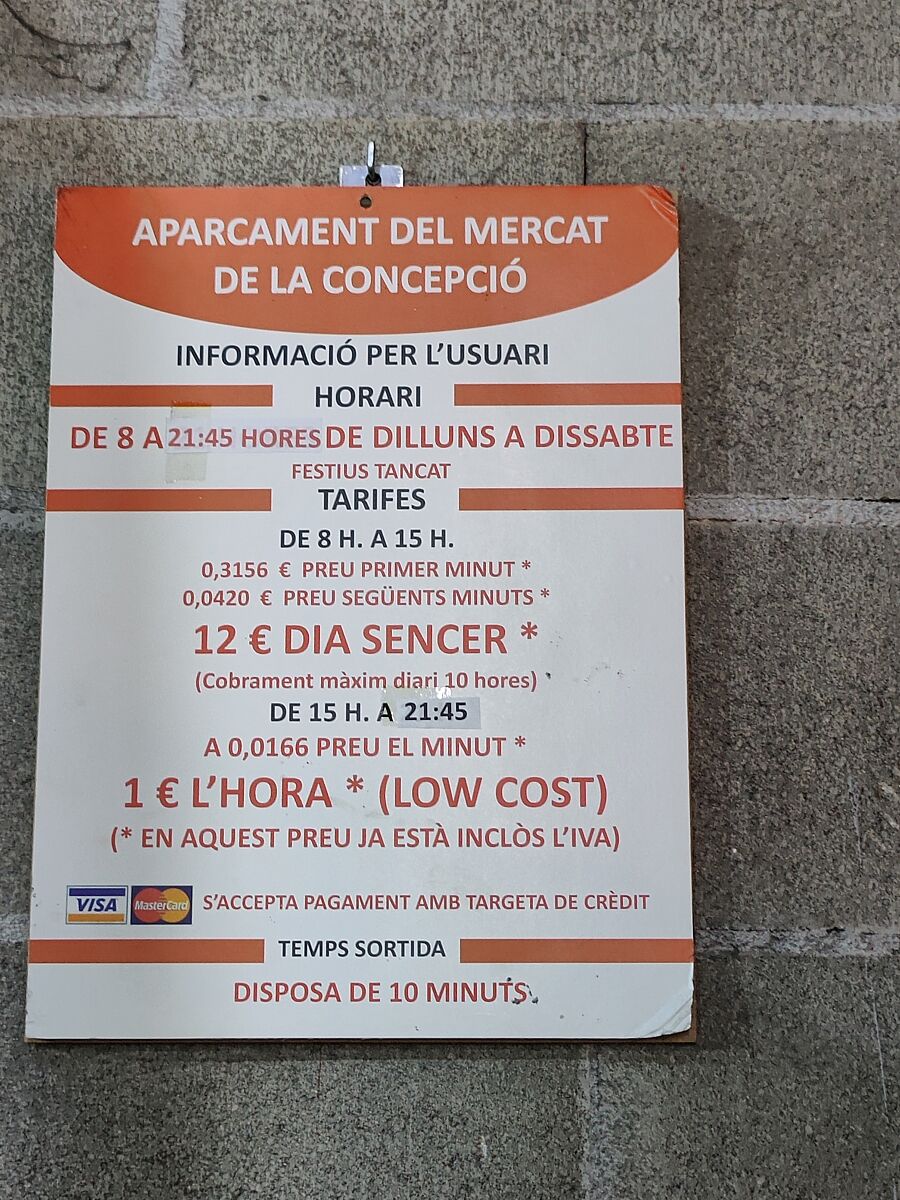 APARCAMENT DEL MERCAT
DE LA CONCEPCIÓ
INFORMACIÓ PER L'USUARI
HORARI
DE 8 A 21:45 HORES DE DILLUNS A DISSABTE
FESTIUS TANCAT
TARIFES
DE 8 H. A 15 H.
0,3156 € PREU PRIMER MINUT *
0,0420 € PREU SEGÜENTS MINUTS *
12 € DIA SENCER *
(Cobrament màxim diari 10 hores)
DE 15 H. A 21:45
A 0,0166 PREU EL MINUT *
1 € L'HORA * (LOW COST)
(* EN AQUEST PREU JA ESTÀ INCLÒS L'IVA)
VISA MasterCard S'ACCEPTA PAGAMENT AMB TARGETA DE CRÈDIT
TEMPS SORTIDA
DISPOSA DE 10 MINUTS